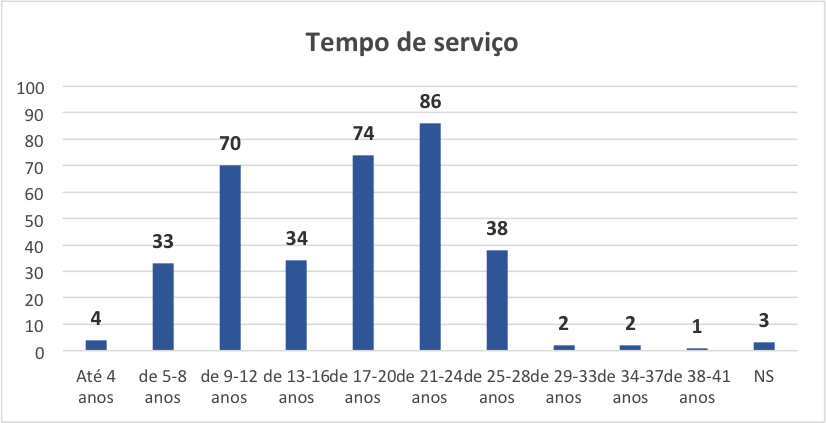 Tempo de serviço
100
90
80
70
60
50
40
30
20
10
0
4
33
70
34
74
86
38
2
2
1
3
Até 4 anos
de 5-8 anos
de 9-12 anos
de 13-16 anos
de 17-20 anos
de 21-24 anos
de 25-28 anos
de 29-33 anos
de 34-37 anos
de 38-41 anos
NS